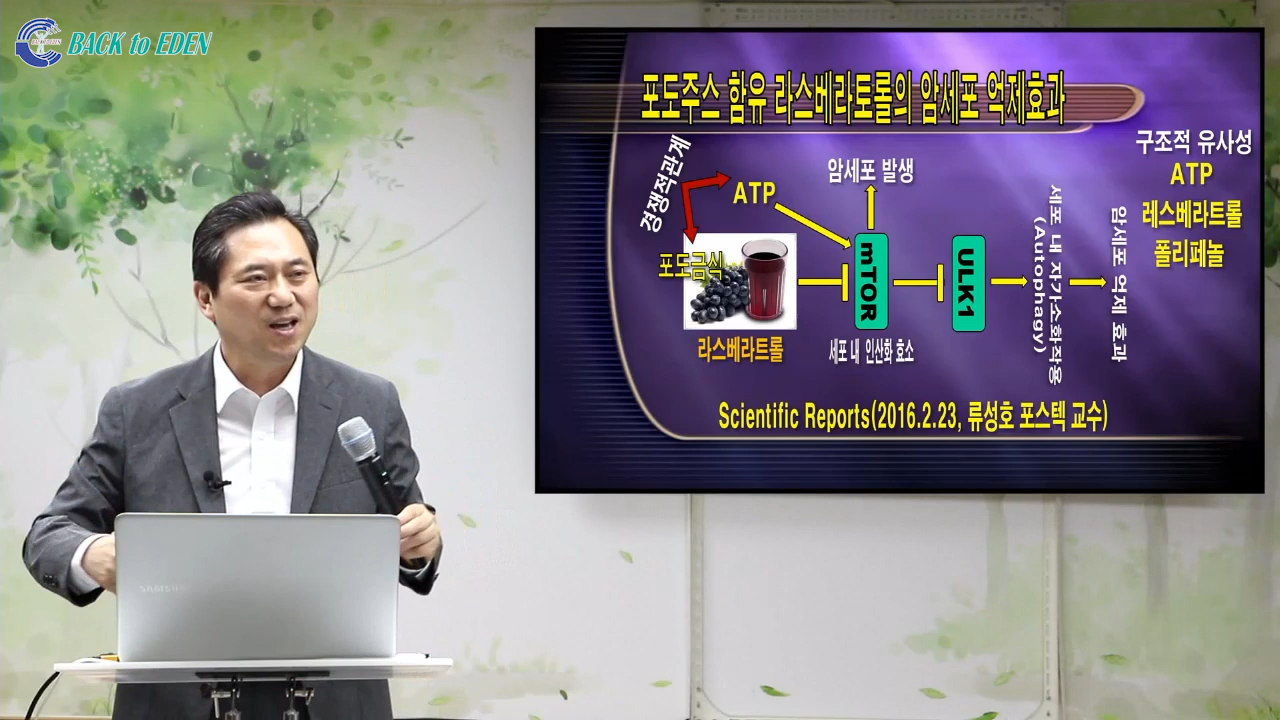 BACK to EDEN
포도주스 함유 라스베라토롤의 암세포 억제효과
경쟁적관계
ATP
암세포 발생
구조적 유사성
ATP
레스베라트롤
폴리페놀
포도금식
mTOR
ULK1
세포 내 자가소화작용
(Autophagy)
암세포 억제 효과
라스베라트롤
세포 내 인산화 효소
Scientific Reports(2016.2.23, 류성호 포스텍 교수)
SAMSUNG